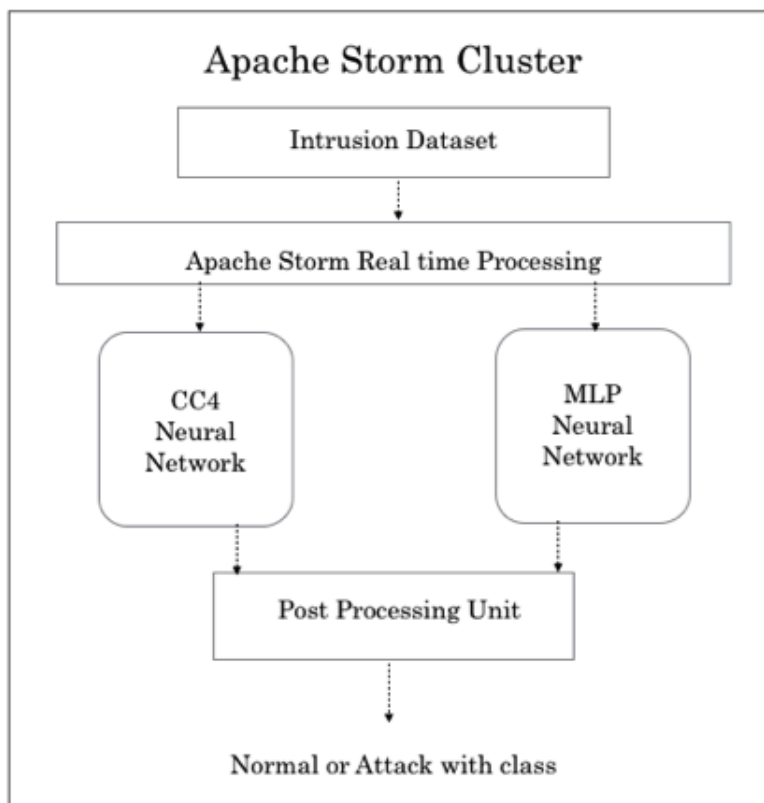 Apache Storm Cluster
Intrusion Dataset
Apache Storm Real time Processing
CC4
Neural
Network
MLP
Neural
Network
Post Processing Unit
Normal or Attack with class